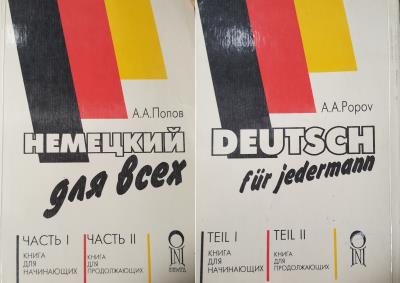 А.А.Попов
НЕМЕЦКИЙ
для всех
ЧАСТЬ I
КНИГА
ДЛЯ
НАЧИНАЮЩИХ
ЧАСТЬ II
КНИГА
ДЛЯ
ПРОДОЛЖАЮЩИХ
A.A.Popov
DEUTSCH
für jedermann
TEIL I
КНИГА
ДЛЯ
НАЧИНАЮЩИХ
TEIL II
КНИГА
ДЛЯ
ПРОДОЛЖАЮЩИХ